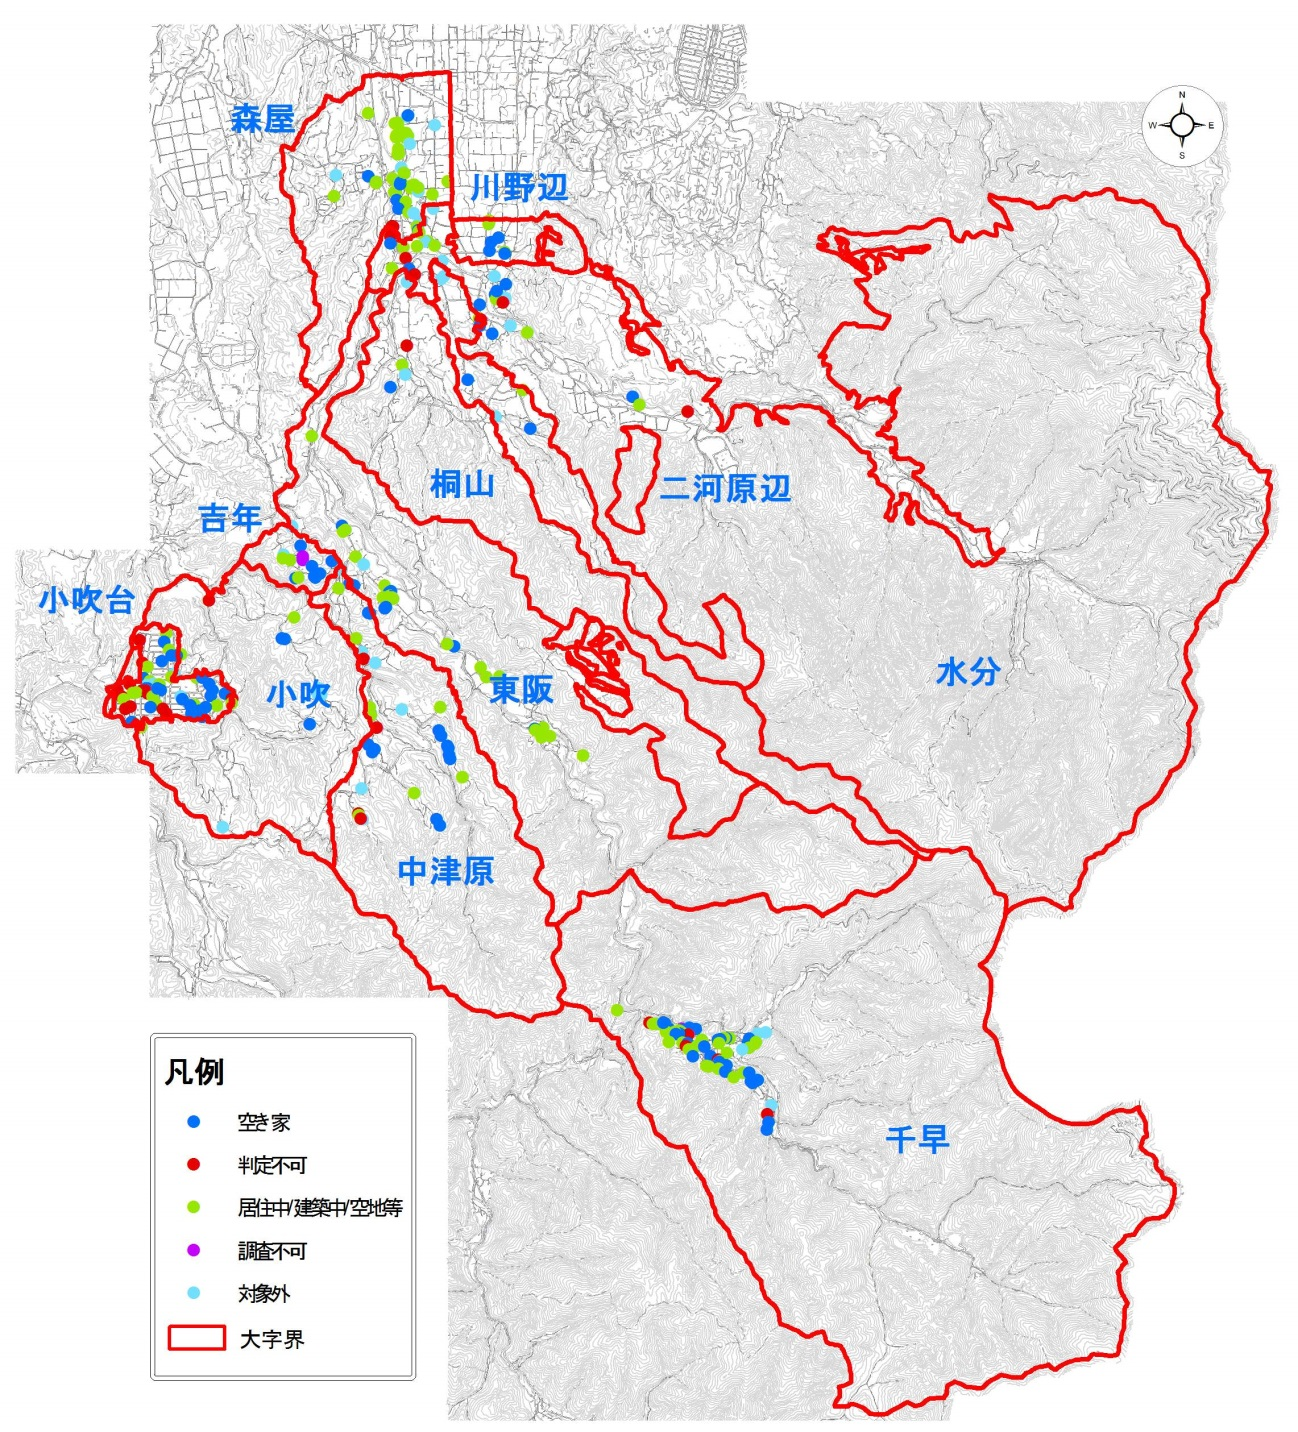 森屋
N
W
E
S
川野辺
桐山
二河原辺
吉年
小吹台
水分
小吹
東阪
中津原
千早
凡例
空き家
判定不可
居住中/建築中/空地等
調査不可
対象外
大字界